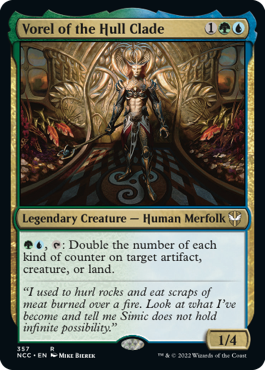 Vorel of the Hull Clade 1
Legendary Creature — Human Merfolk
, : Double the number of each
kind of counter on target artifact,
creature, or land.
"I used to hurl rocks and eat scraps of
meat burned over a fire. Look at what I've
become and tell me Simic does not hold
infinite possibility."
1/4
357 R
NCC • EN MIKE BIEREK ™ & © 2022 Wizards of the Coast